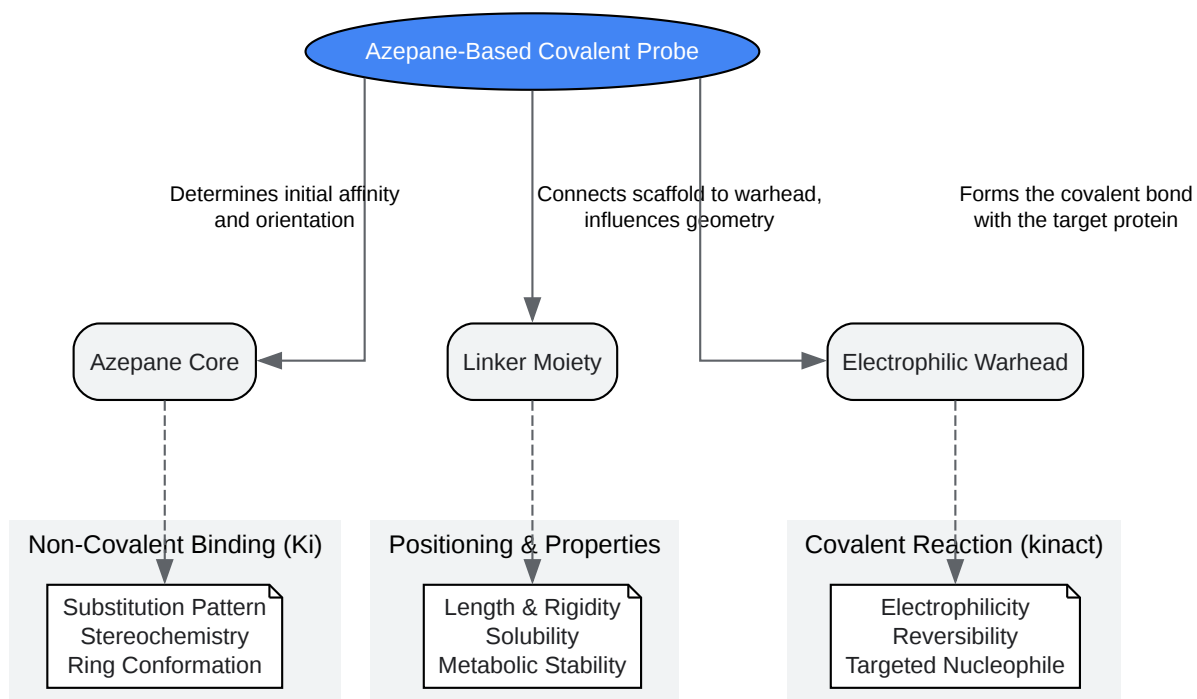 Azepane-Based Covalent Probe
Determines initial affinity
and orientation
Connects scaffold to warhead,
influences geometry
Forms the covalent bond
with the target protein
Azepane Core
Linker Moiety
Electrophilic Warhead
Non-Covalent Binding (Ki)
Substitution Pattern
Stereochemistry
Ring Conformation
Positioning & Properties
Length & Rigidity
Solubility
Metabolic Stability
Covalent Reaction (kinact)
Electrophilicity
Reversibility
Targeted Nucleophile